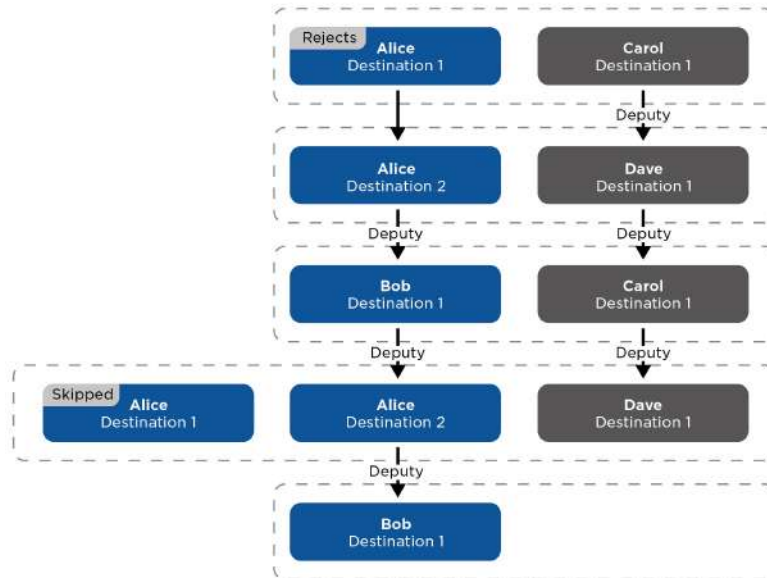 Rejects
Alice
Destination 1
Carol
Destination 1
Deputy
Alice
Destination 2
Dave
Destination 1
Deputy
Deputy
Bob
Destination 1
Carol
Destination 1
Deputy
Deputy
Skipped
Alice
Destination 1
Alice
Destination 2
Dave
Destination 1
Deputy
Bob
Destination 1